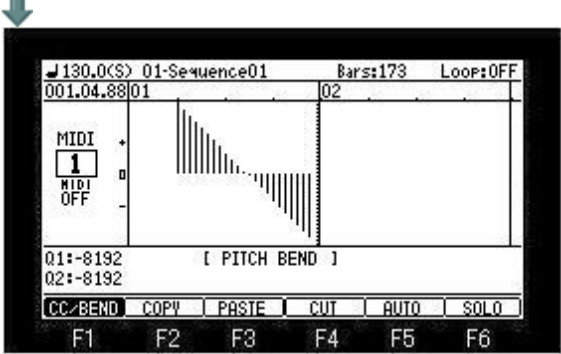 ♩130.0(S) 01-Sequence01 Bars:173 Loop:OFF
001.04.88 01 02
MIDI +
1 0
MIDI
OFF -
Q1:-8192 [ PITCH BEND ]
Q2:-8192
CC/BEND COPY PASTE CUT AUTO SOLO
F1 F2 F3 F4 F5 F6